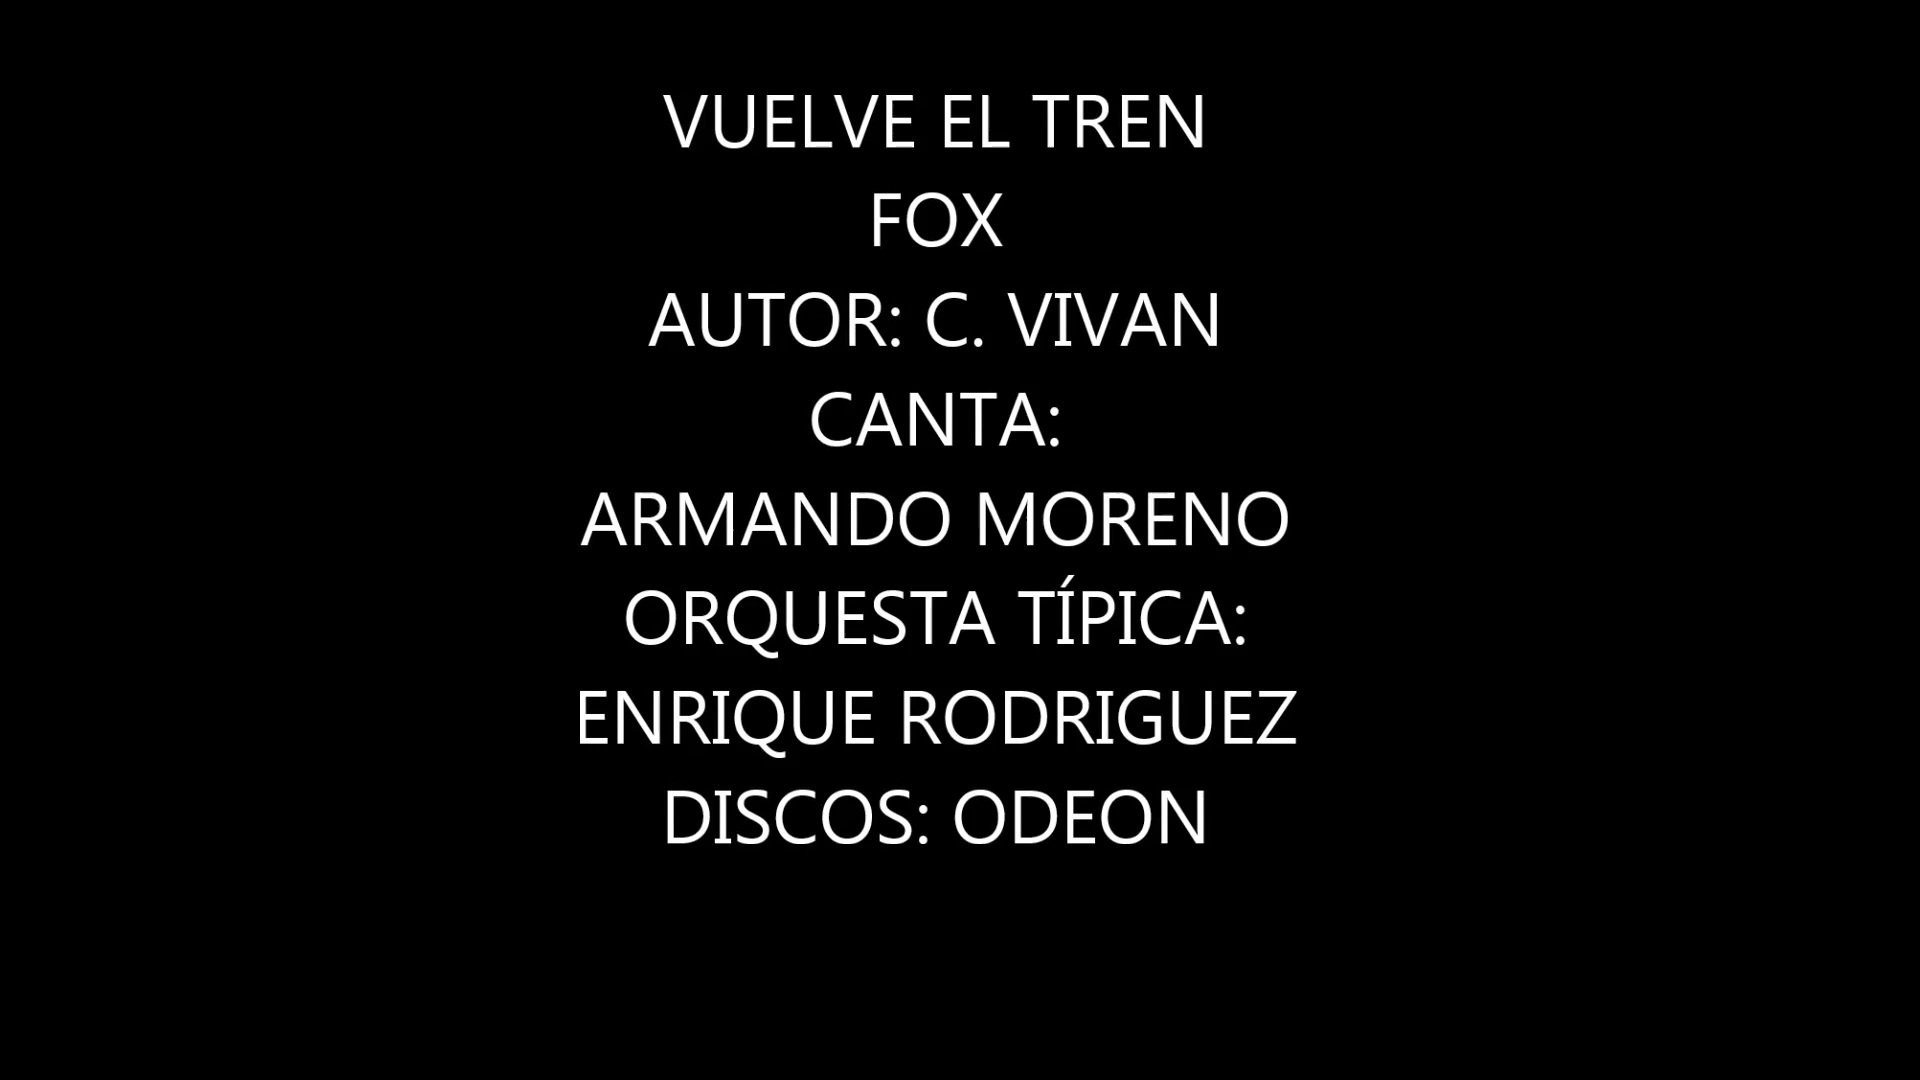 VUELVE EL TREN
FOX
AUTOR: C. VIVAN
CANTA:
ARMANDO MORENO
ORQUESTA TÍPICA:
ENRIQUE RODRIGUEZ
DISCOS: ODEON